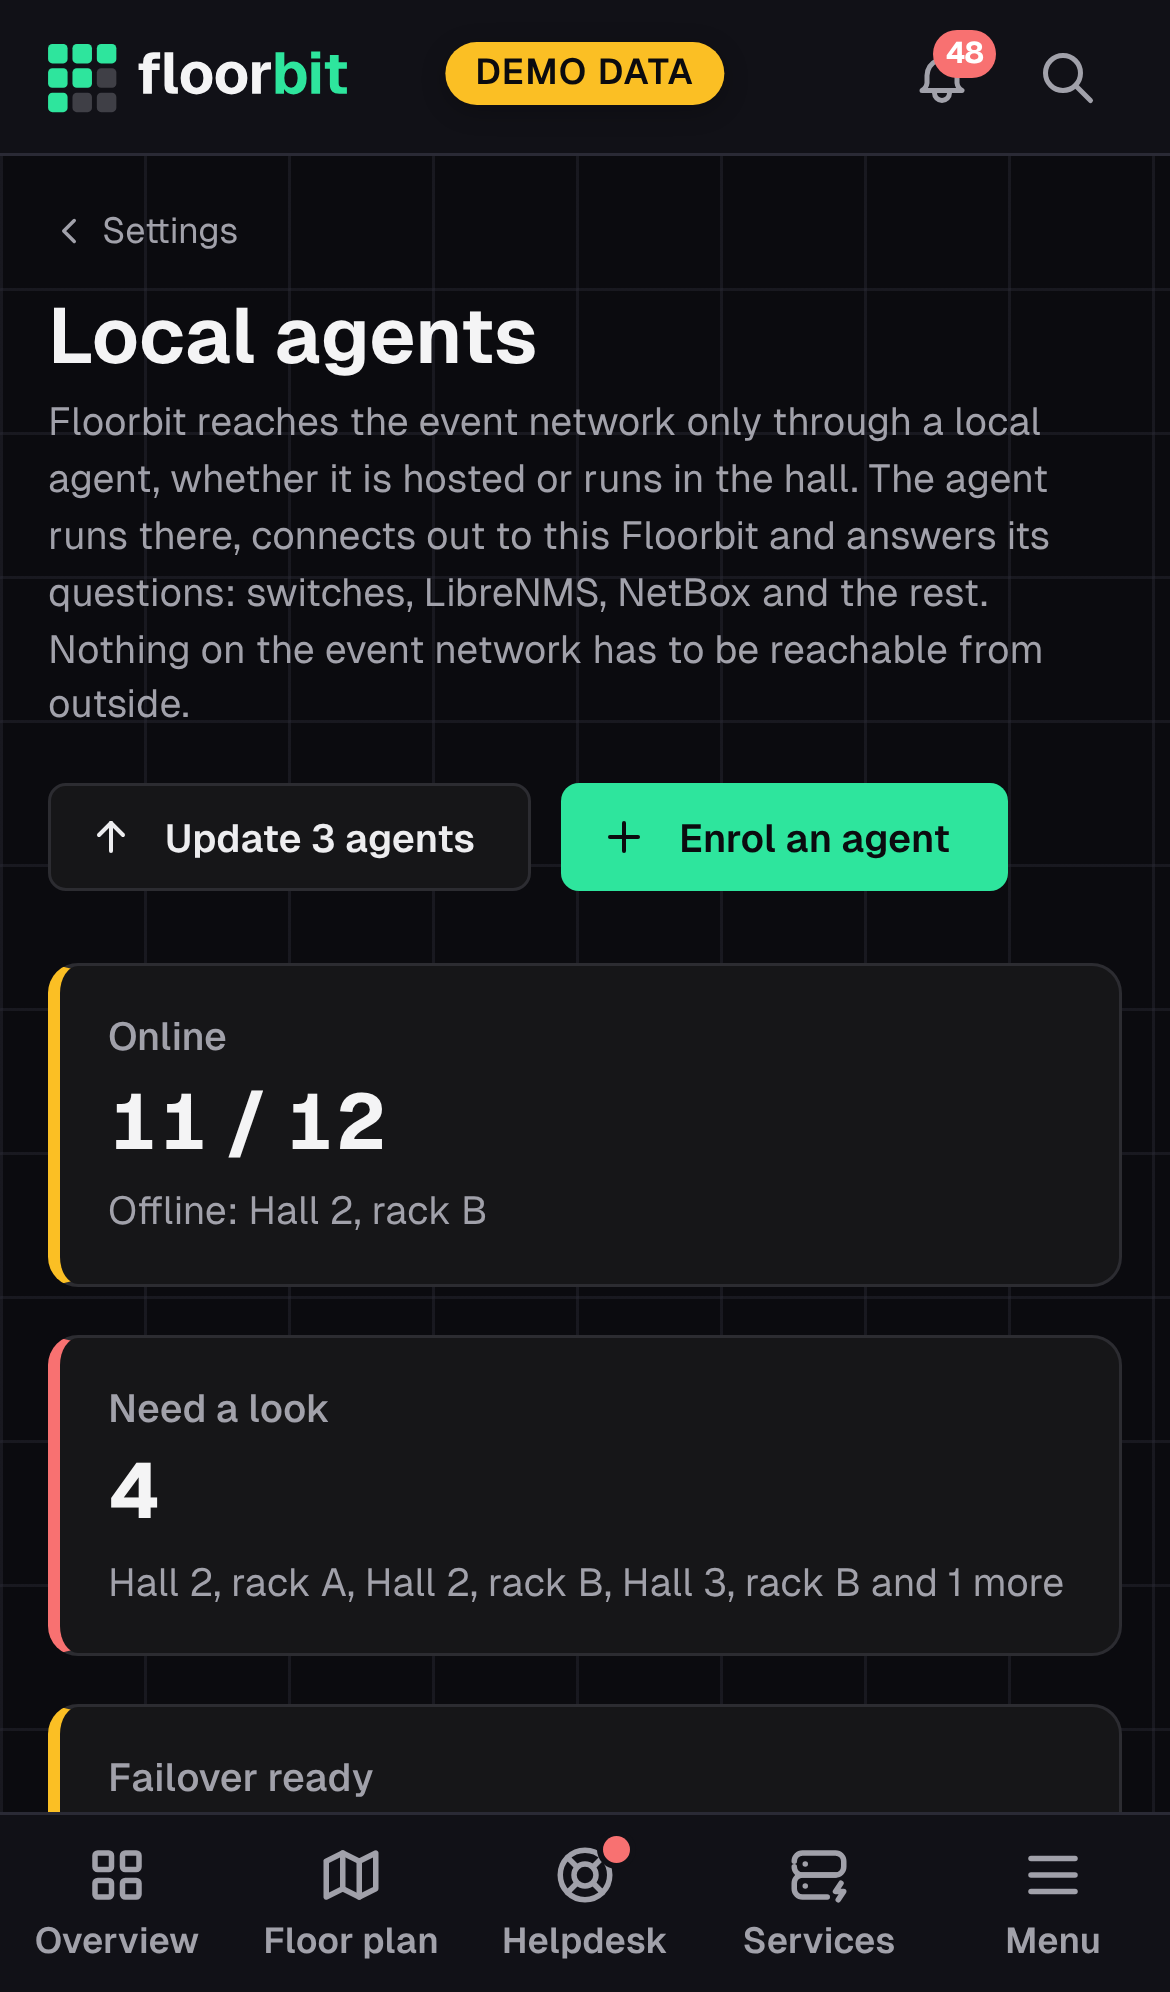 floorbit
DEMO DATA
48
Settings
Local agents
Floorbit reaches the event network only through a local
agent, whether it is hosted or runs in the hall. The agent
runs there, connects out to this Floorbit and answers its
questions: switches, LibreNMS, NetBox and the rest.
Nothing on the event network has to be reachable from
outside.
Update 3 agents
Enrol an agent
Online
11 / 12
Offline: Hall 2, rack B
Need a look
4
Hall 2, rack A, Hall 2, rack B, Hall 3, rack B and 1 more
Failover ready
Overview
Floor plan
Helpdesk
Services
Menu